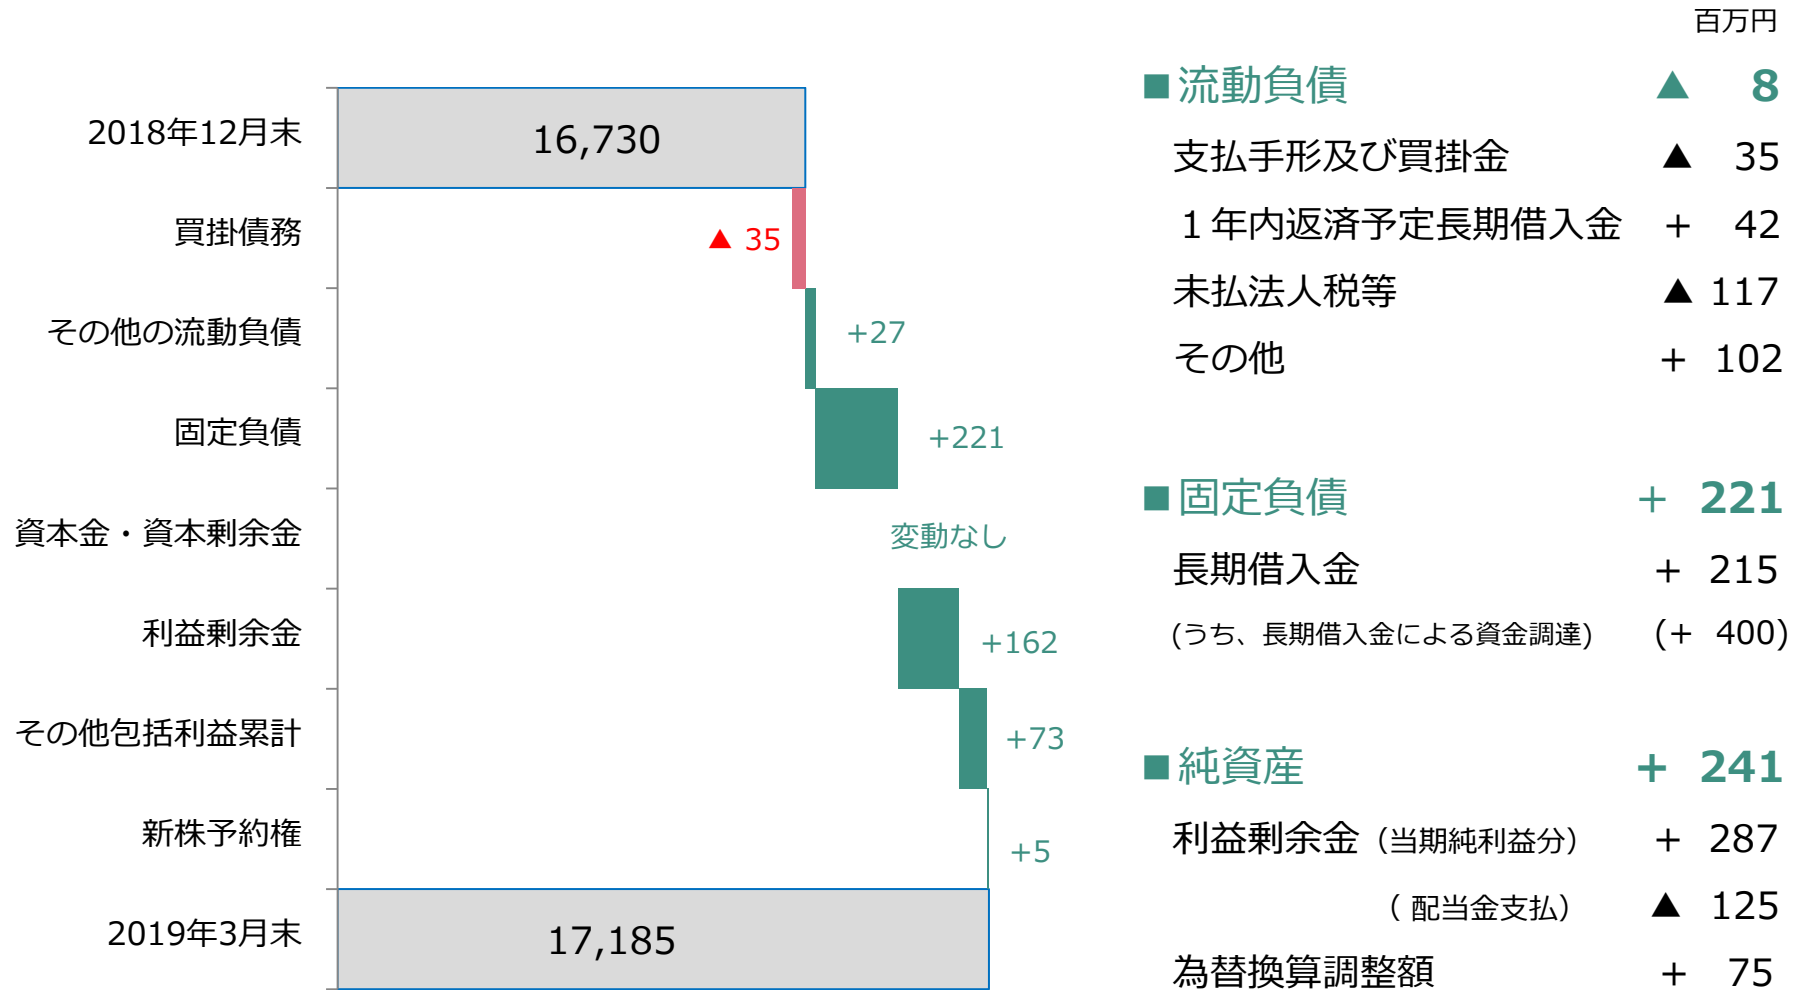 百万円
2018年12月末
16,730
買掛債務
▲ 35
その他の流動負債
+27
固定負債
+221
資本金・資本剰余金
変動なし
利益剰余金
+162
その他包括利益累計
+73
新株予約権
+5
2019年3月末
17,185
■流動負債 ▲ 8
支払手形及び買掛金 ▲ 35
１年内返済予定長期借入金 + 42
未払法人税等 ▲ 117
その他 + 102
■固定負債 + 221
長期借入金 + 215
(うち、長期借入金による資金調達) (+ 400)
■純資産 + 241
利益剰余金（当期純利益分） + 287
（ 配当金支払） ▲ 125
為替換算調整額 + 75